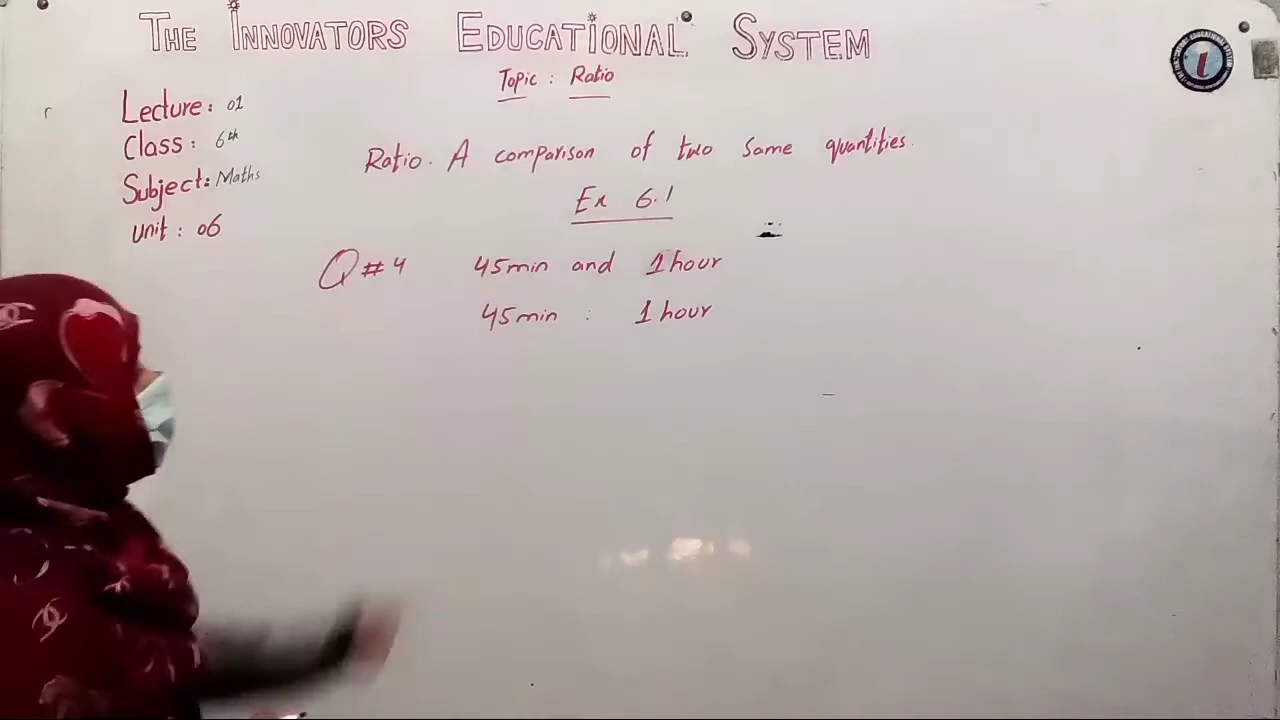 THE INNOVATORS EDUCATIONAL SYSTEM
Topic : Ratio
Lecture : 01
Class : 6th
Subject : Maths
unit : 06
Ratio. A comparison of two same quantities.
Ex 6.1
Q # 4 45min and 1 hour
45min : 1 hour